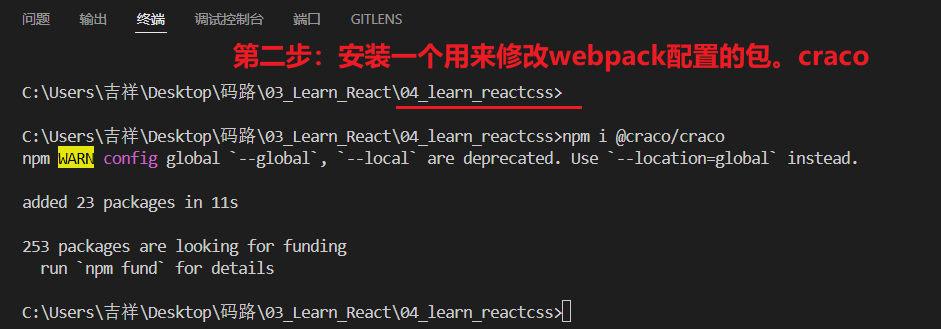 问题 输出 终端 调试控制台 端口 GITLENS
第二步：安装一个用来修改webpack配置的包。craco
C:\Users\吉祥\Desktop\码路\03_Learn_React\04_learn_reactcss>
C:\Users\吉祥\Desktop\码路\03_Learn_React\04_learn_reactcss>npm i @craco/craco
npm WARN config global `--global`, `--local` are deprecated. Use `--location=global` instead.
added 23 packages in 11s
253 packages are looking for funding
  run `npm fund` for details
C:\Users\吉祥\Desktop\码路\03_Learn_React\04_learn_reactcss>